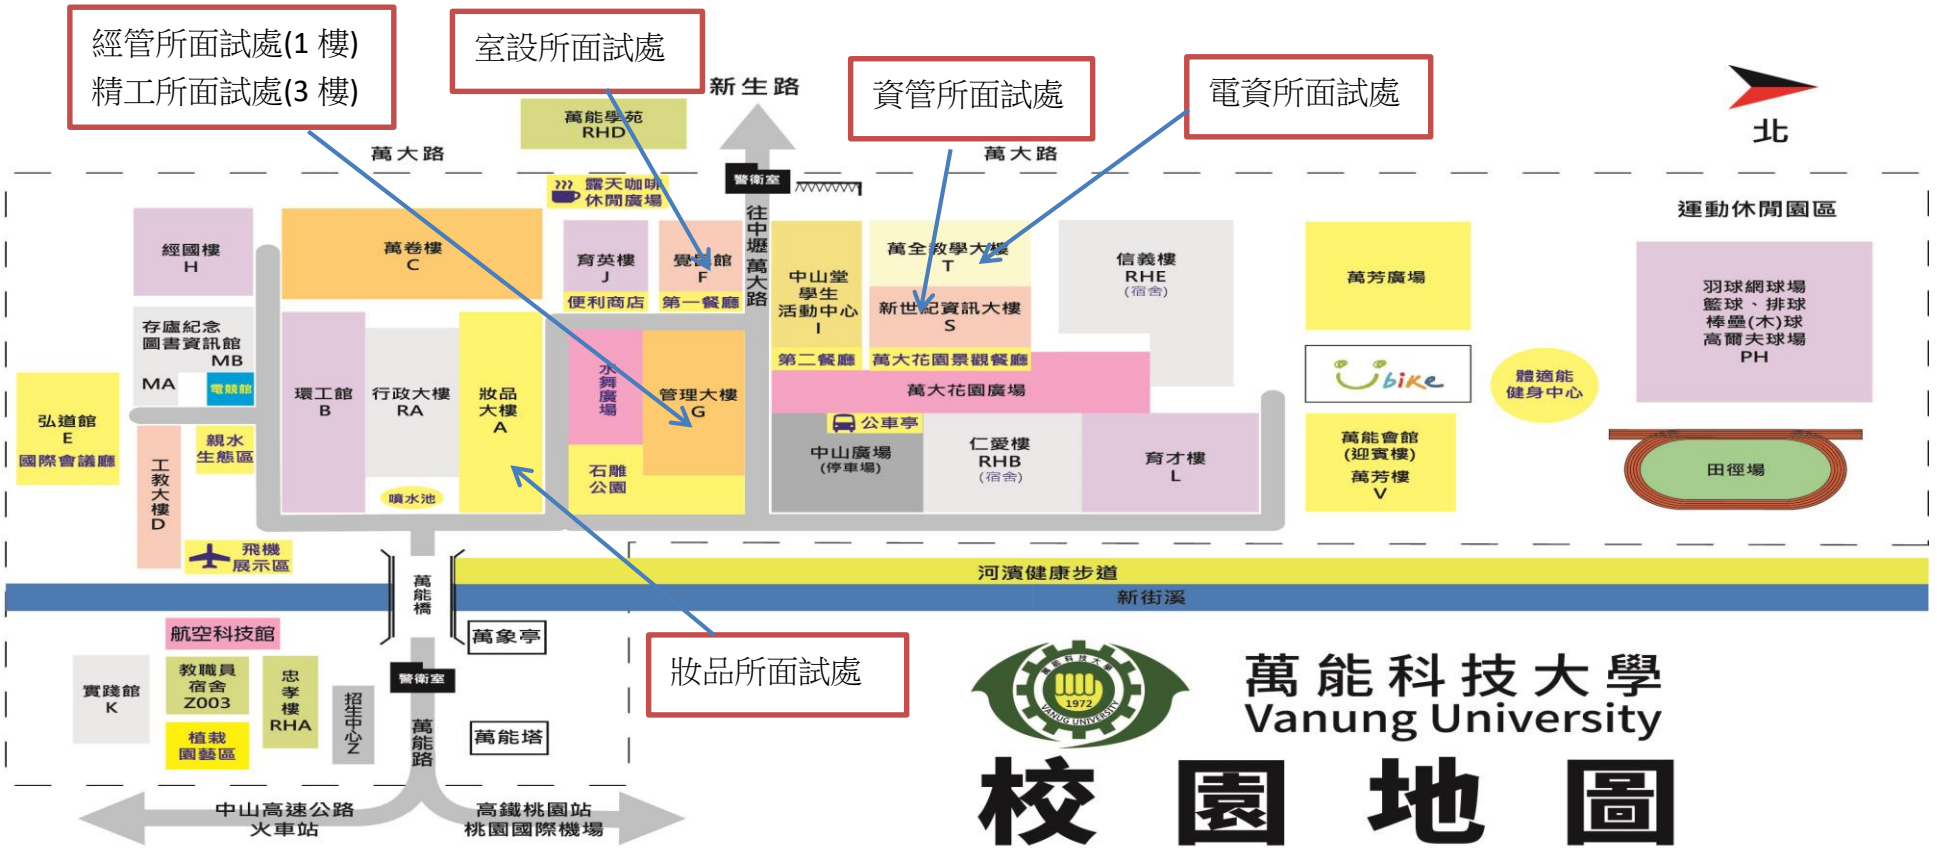 經管所面試處(1 樓)
精工所面試處(3 樓)
室設所面試處
資管所面試處
電資所面試處
新生路
萬能學苑
RHD
北
萬大路
萬大路
警衛室
露天咖啡
休閒廣場
往中壢 萬大路
運動休閒園區
經國樓
H
萬卷樓
C
育英樓
J
便利商店
覺民館
F
第一餐廳
中山堂
學生
活動中心
I
第二餐廳
萬全教學大樓
T
新世紀資訊大樓
S
萬大花園景觀餐廳
信義樓
RHE
(宿舍)
萬芳廣場
羽球網球場
籃球、排球
棒壘(木)球
高爾夫球場
PH
存廬紀念
圖書資訊館
MB
MA
電競館
環工館
B
行政大樓
RA
妝品
大樓
A
水舞廣場
管理大樓
G
萬大花園廣場
Ubike
體適能
健身中心
弘道館
E
國際會議廳
工教大樓D
親水
生態區
噴水池
石雕
公園
公車亭
中山廣場
(停車場)
仁愛樓
RHB
(宿舍)
育才樓
L
萬能會館
(迎賓樓)
萬芳樓
V
田徑場
飛機
展示區
萬能橋
河濱健康步道
新街溪
航空科技館
萬象亭
妝品所面試處
實踐館
K
教職員
宿舍
Z003
植栽
園藝區
忠孝樓
RHA
招生中心Z
警衛室
萬能路
萬能塔
中山高速公路
火車站
高鐵桃園站
桃園國際機場
萬能科技大學
VANUNG UNIVERSITY
1972
萬能科技大學
Vanung University
校園地圖